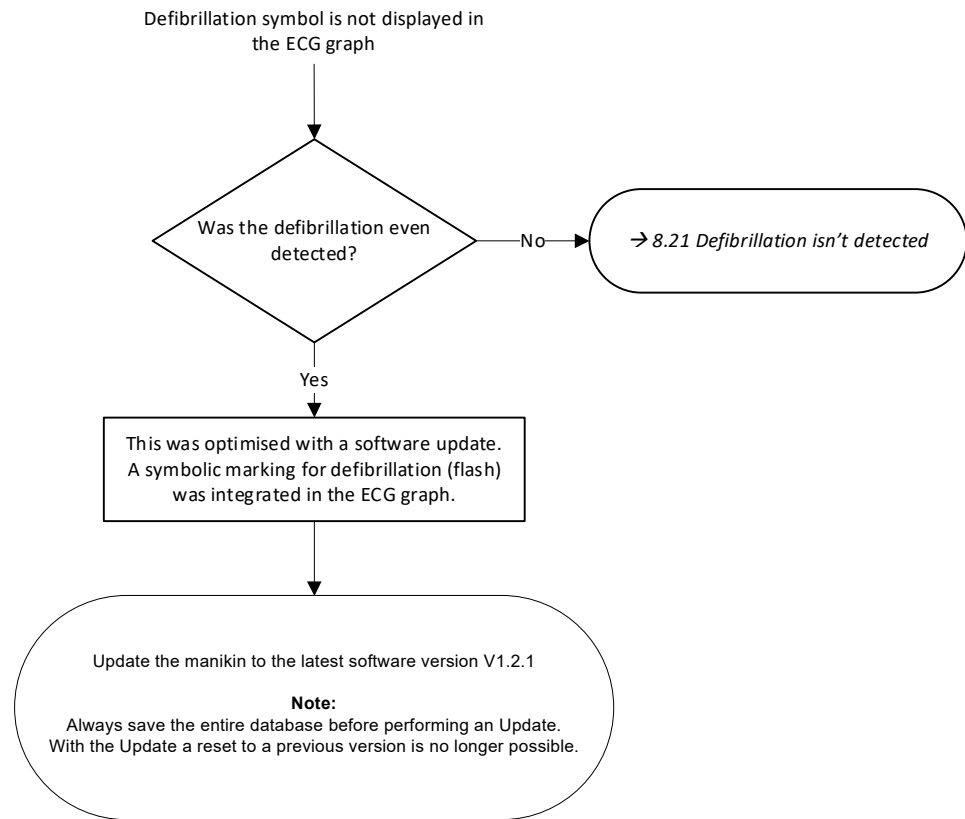 Defibrillation symbol is not displayed in
the ECG graph
Was the defibrillation even
detected?
No
→ 8.21 Defibrillation isn't detected
Yes
This was optimised with a software update.
A symbolic marking for defibrillation (flash)
was integrated in the ECG graph.
Update the manikin to the latest software version V1.2.1
Note:
Always save the entire database before performing an Update.
With the Update a reset to a previous version is no longer possible.